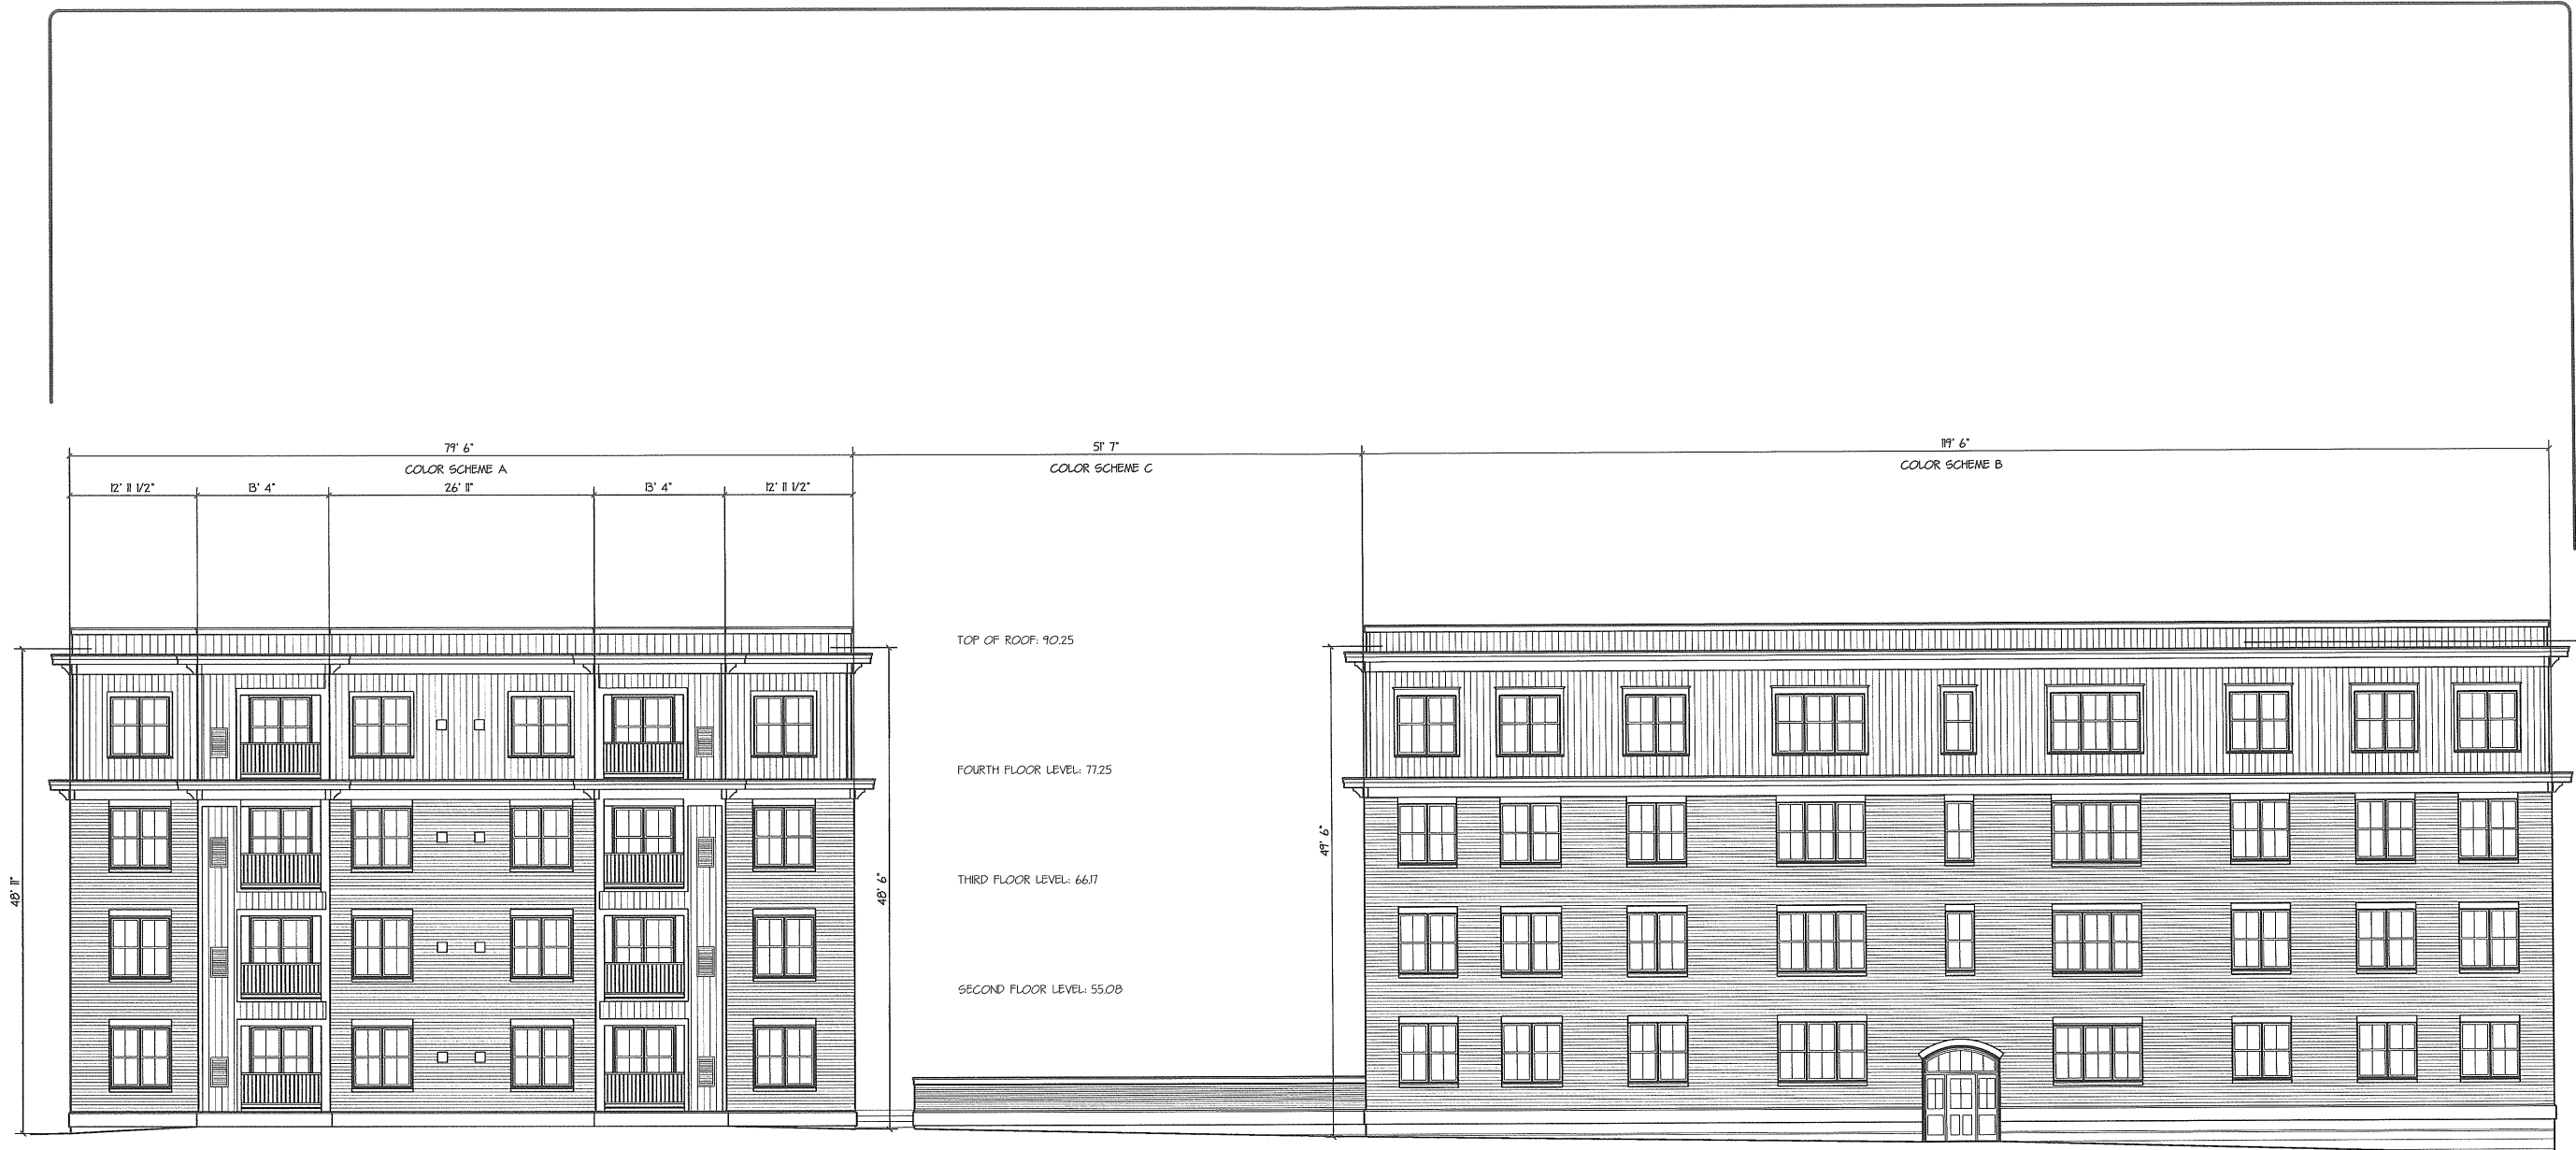 79' 6"
51' 7"
119' 6"
COLOR SCHEME A
COLOR SCHEME C
COLOR SCHEME B
12' 11 1/2"
13' 4"
26' 11"
13' 4"
12' 11 1/2"
TOP OF ROOF: 90.25
FOURTH FLOOR LEVEL: 77.25
THIRD FLOOR LEVEL: 66.17
SECOND FLOOR LEVEL: 55.08
48' 11"
48' 6"
49' 6"